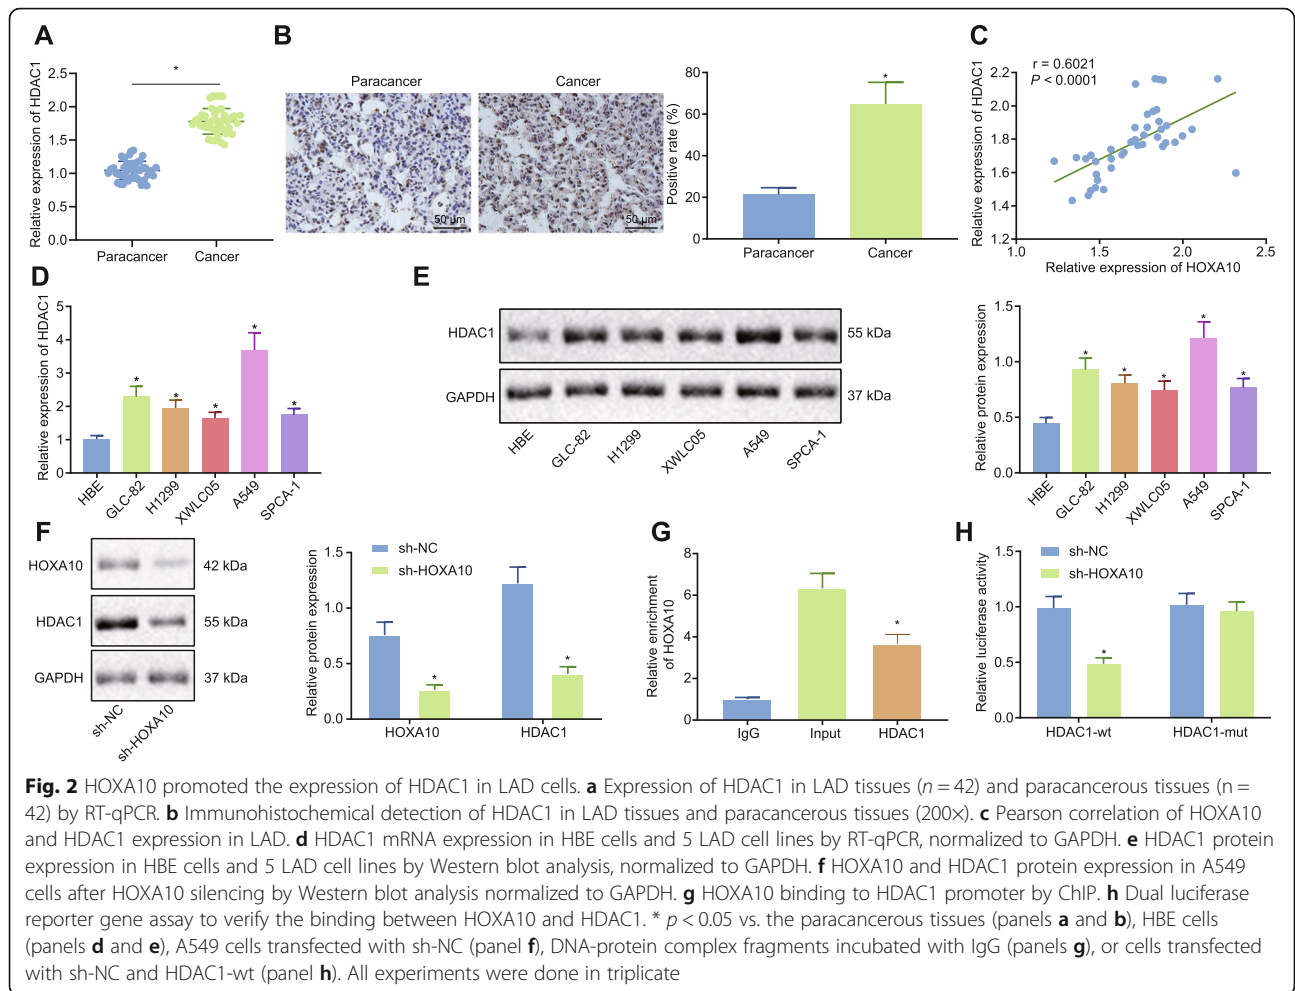 A
Relative expression of HDAC1
2.5
2.0
1.5
1.0
0.5
0.0
*
Paracancer
Cancer
B
Paracancer
Cancer
50 µm
50 µm
Positive rate (%)
80
60
40
20
0
*
Paracancer
Cancer
C
Relative expression of HDAC1
r = 0.6021
P < 0.0001
2.2
2.0
1.8
1.6
1.4
1.2
1.0
1.5
2.0
2.5
Relative expression of HOXA10
D
Relative expression of HDAC1
5
4
3
2
1
0
*
*
*
*
*
HBE
GLC-82
H1299
XWLC05
A549
SPCA-1
E
HDAC1
55 kDa
GAPDH
37 kDa
HBE
GLC-82
H1299
XWLC05
A549
SPCA-1
Relative protein expression
1.5
1.0
0.5
0.0
*
*
*
*
*
HBE
GLC-82
H1299
XWLC05
A549
SPCA-1
F
HOXA10
42 kDa
HDAC1
55 kDa
GAPDH
37 kDa
sh-NC
sh-HOXA10
Relative protein expression
sh-NC
sh-HOXA10
1.5
1.0
0.5
0.0
*
*
HOXA10
HDAC1
G
Relative enrichment
of HOXA10
8
6
4
2
0
*
IgG
Input
HDAC1
H
Relative luciferase activity
sh-NC
sh-HOXA10
1.5
1.0
0.5
0.0
*
HDAC1-wt
HDAC1-mut
Fig. 2 HOXA10 promoted the expression of HDAC1 in LAD cells. a Expression of HDAC1 in LAD tissues (n = 42) and paracancerous tissues (n =
42) by RT-qPCR. b Immunohistochemical detection of HDAC1 in LAD tissues and paracancerous tissues (200×). c Pearson correlation of HOXA10
and HDAC1 expression in LAD. d HDAC1 mRNA expression in HBE cells and 5 LAD cell lines by RT-qPCR, normalized to GAPDH. e HDAC1 protein
expression in HBE cells and 5 LAD cell lines by Western blot analysis, normalized to GAPDH. f HOXA10 and HDAC1 protein expression in A549
cells after HOXA10 silencing by Western blot analysis normalized to GAPDH. g HOXA10 binding to HDAC1 promoter by ChIP. h Dual luciferase
reporter gene assay to verify the binding between HOXA10 and HDAC1. * p < 0.05 vs. the paracancerous tissues (panels a and b), HBE cells
(panels d and e), A549 cells transfected with sh-NC (panel f), DNA-protein complex fragments incubated with IgG (panels g), or cells transfected
with sh-NC and HDAC1-wt (panel h). All experiments were done in triplicate